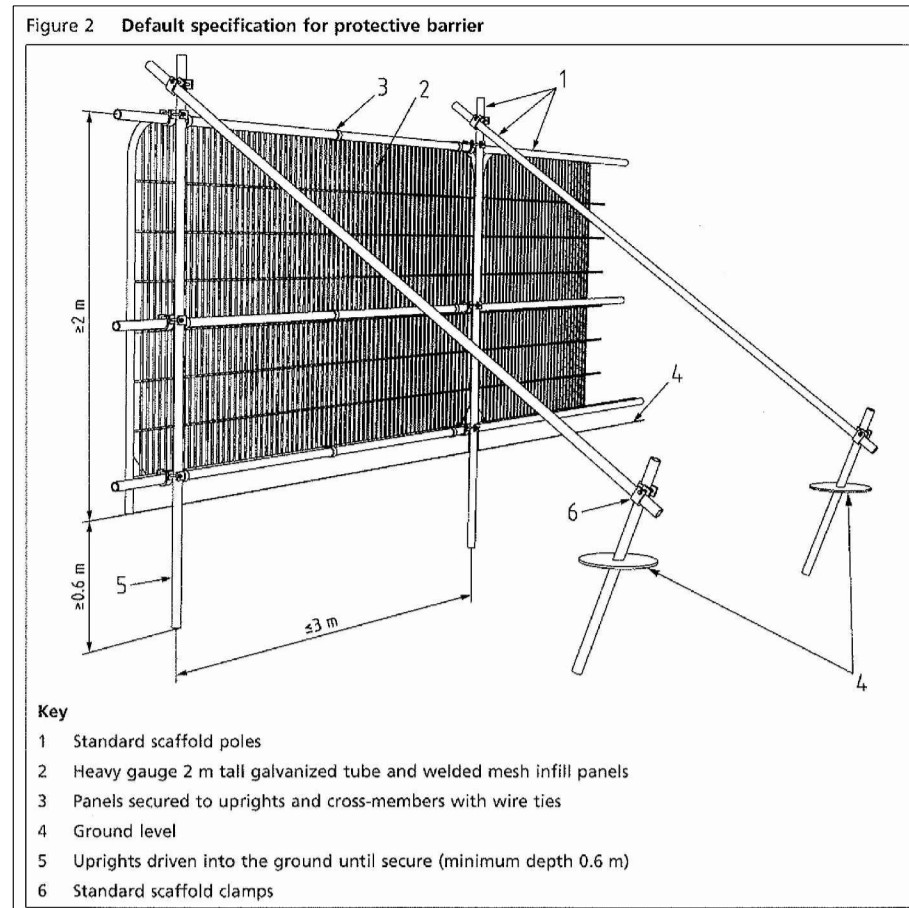 Figure 2 Default specification for protective barrier
1
3
2
≥2 m
4
6
≥0.6 m
5
≤3 m
4
Key
1 Standard scaffold poles
2 Heavy gauge 2 m tall galvanized tube and welded mesh infill panels
3 Panels secured to uprights and cross-members with wire ties
4 Ground level
5 Uprights driven into the ground until secure (minimum depth 0.6 m)
6 Standard scaffold clamps